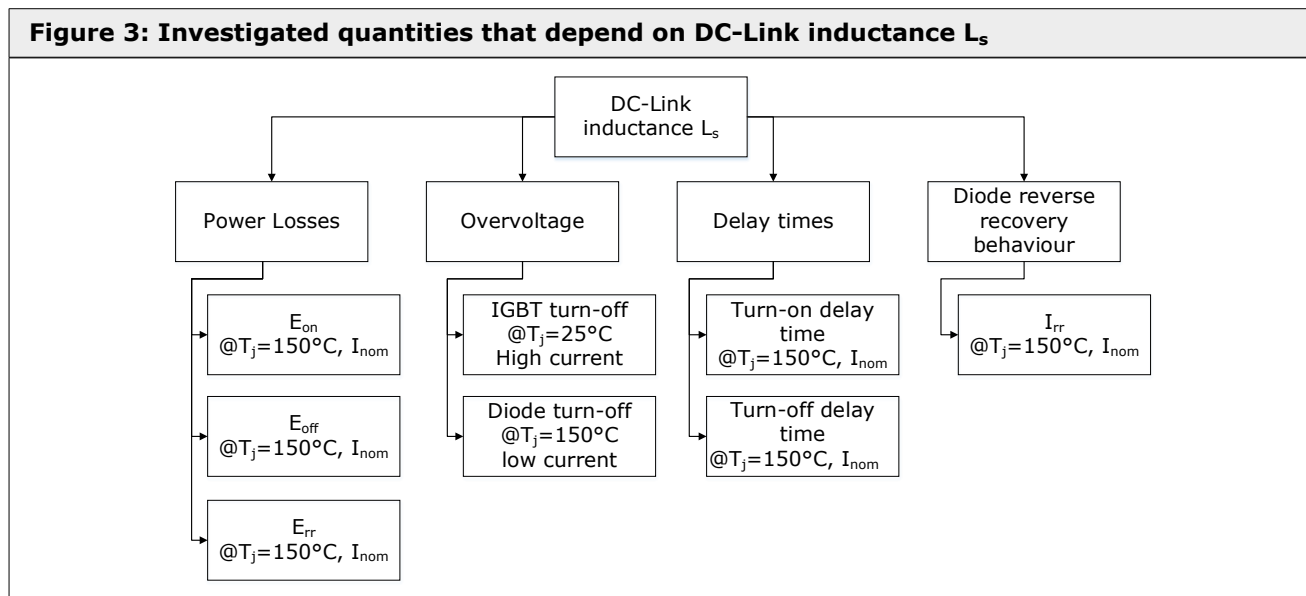 Figure 3: Investigated quantities that depend on DC-Link inductance Ls
DC-Link
inductance Ls
Power Losses
Overvoltage
Delay times
Diode reverse
recovery
behaviour
Eon
@Tj=150°C, Inom
IGBT turn-off
@Tj=25°C
High current
Turn-on delay
time
@Tj=150°C, Inom
Irr
@Tj=150°C, Inom
Eoff
@Tj=150°C, Inom
Diode turn-off
@Tj=150°C
low current
Turn-off delay
time
@Tj=150°C, Inom
Err
@Tj=150°C, Inom